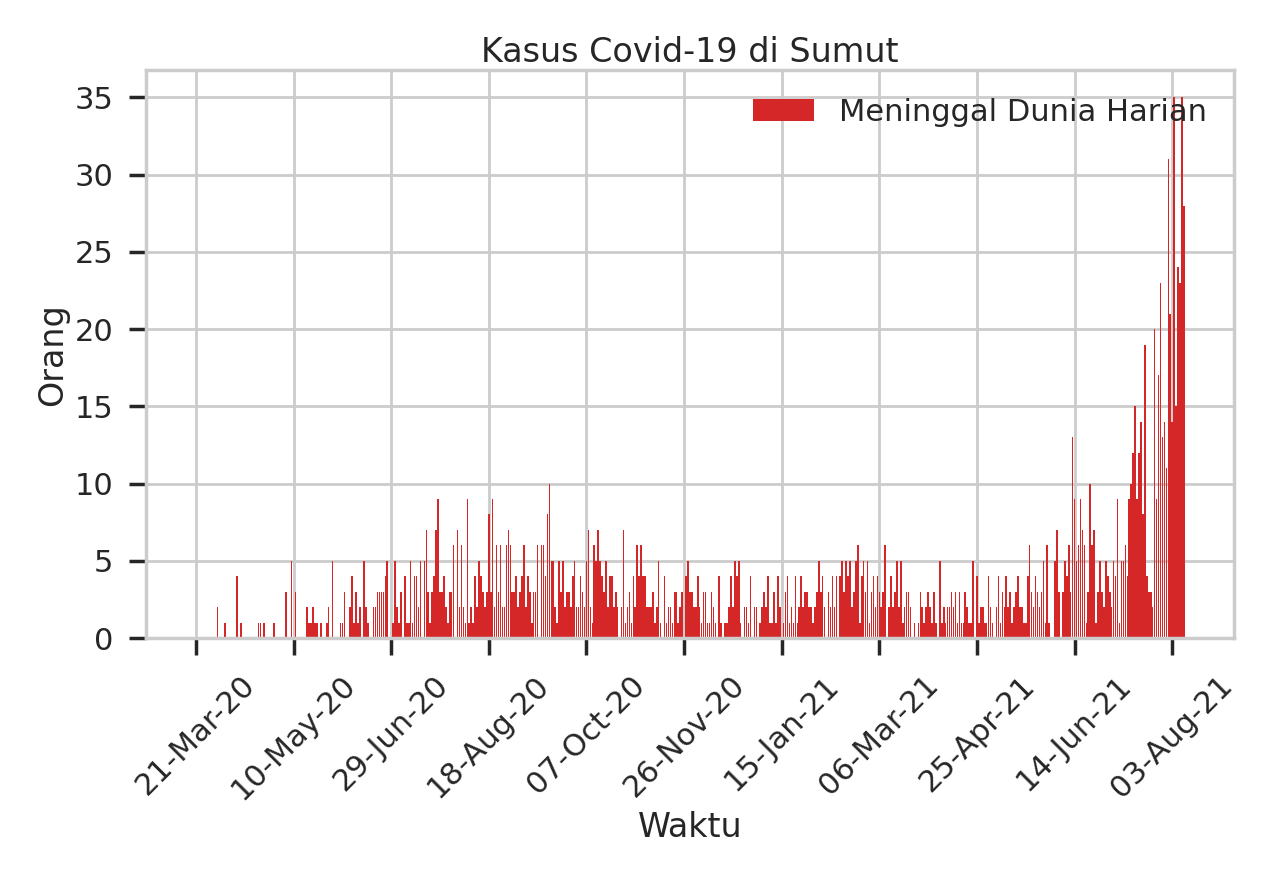 Kasus Covid-19 di Sumut
Meninggal Dunia Harian
Orang
35
30
25
20
15
10
5
0
21-Mar-20
10-May-20
29-Jun-20
18-Aug-20
07-Oct-20
26-Nov-20
15-Jan-21
06-Mar-21
25-Apr-21
14-Jun-21
03-Aug-21
Waktu